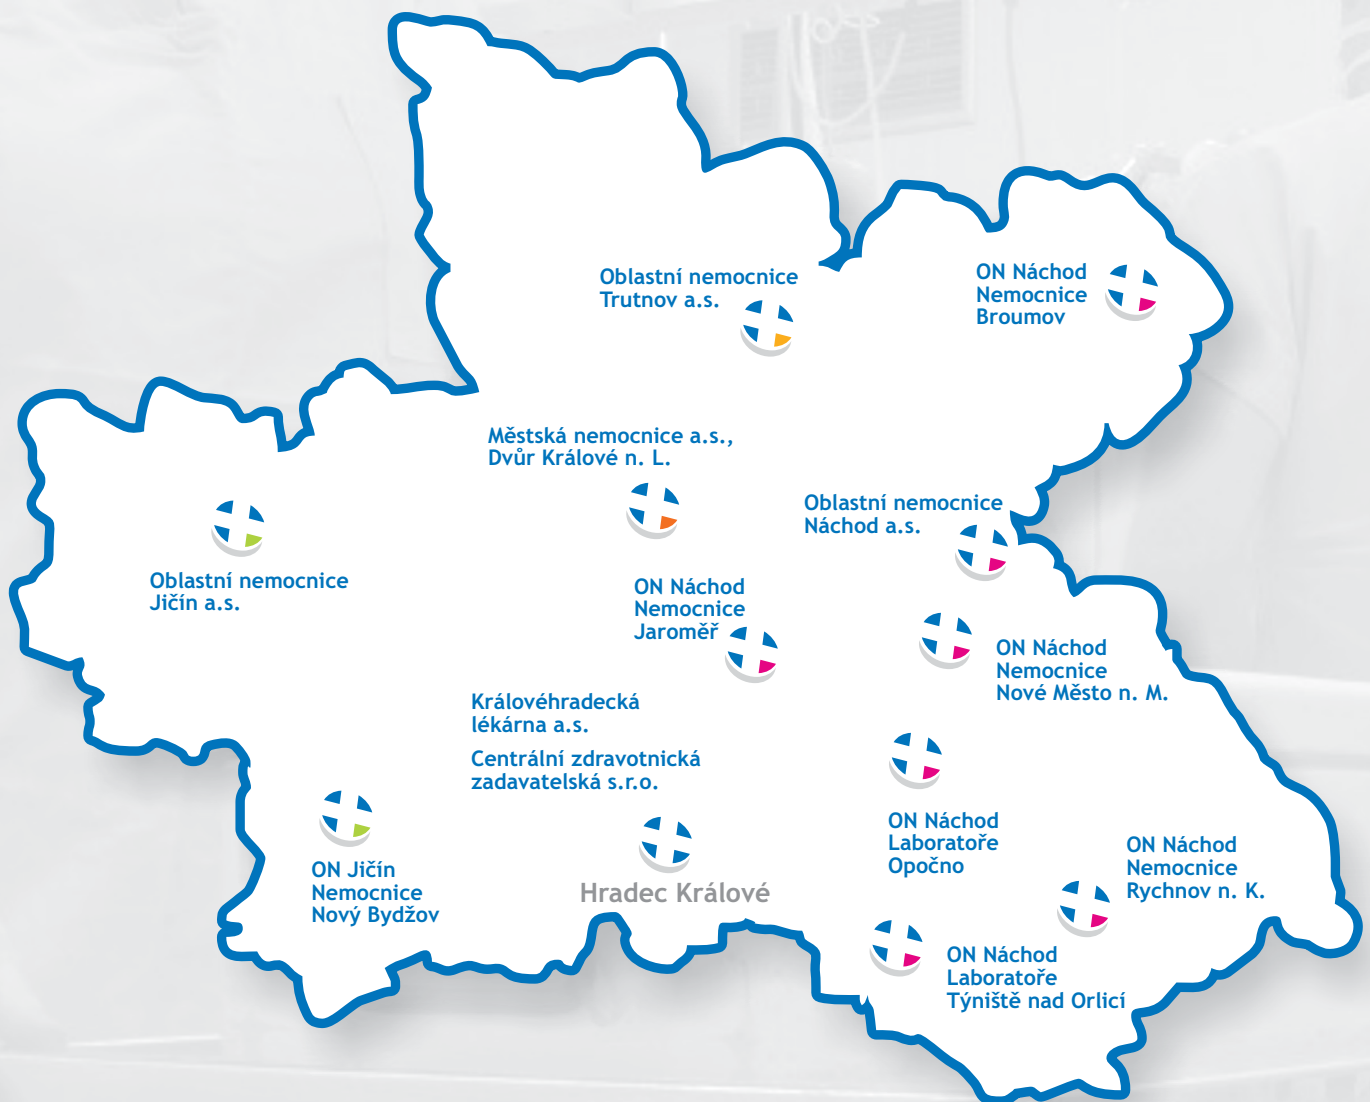 Oblastní nemocnice
Trutnov a.s.
ON Náchod
Nemocnice
Broumov
Městská nemocnice a.s.,
Dvůr Králové n. L.
Oblastní nemocnice
Náchod a.s.
Oblastní nemocnice
Jičín a.s.
ON Náchod
Nemocnice
Jaroměř
ON Náchod
Nemocnice
Nové Město n. M.
Královéhradecká
lékárna a.s.
Centrální zdravotnická
zadavatelská s.r.o.
ON Náchod
Laboratoře
Opočno
ON Náchod
Nemocnice
Rychnov n. K.
ON Jičín
Nemocnice
Nový Bydžov
Hradec Králové
ON Náchod
Laboratoře
Týniště nad Orlicí